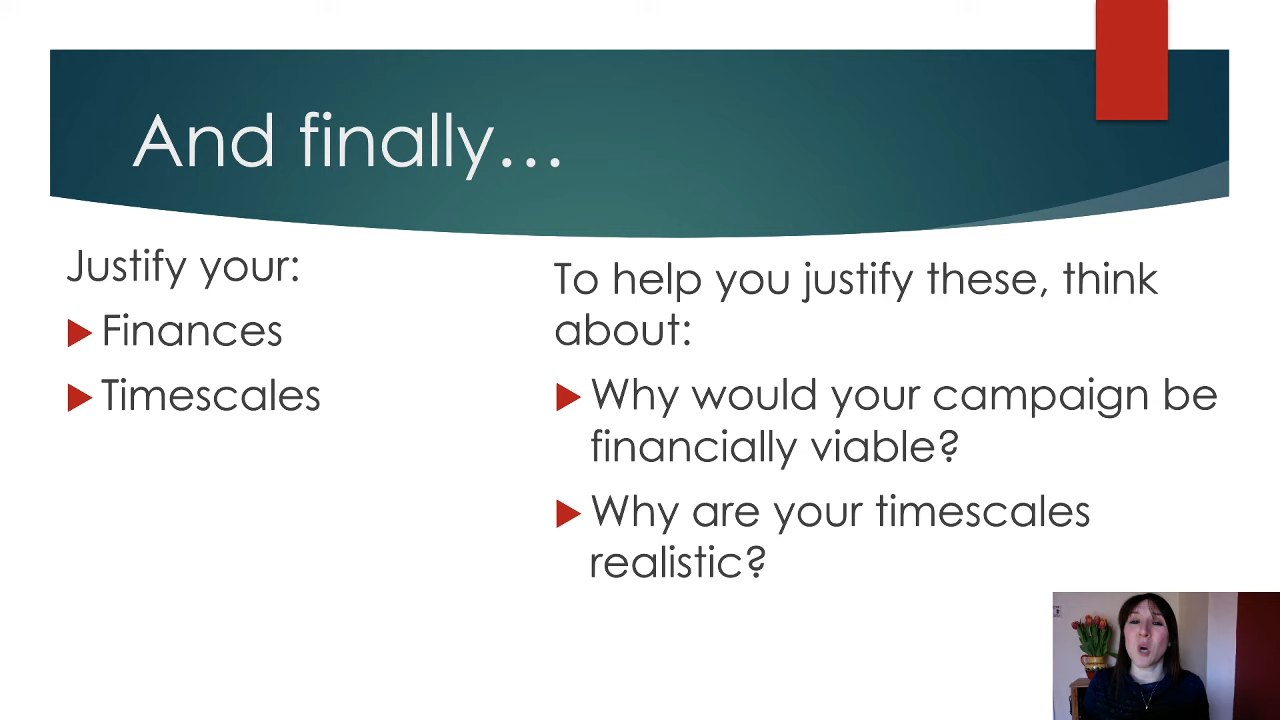 And finally…
Justify your:
Finances
Timescales
To help you justify these, think
about:
Why would your campaign be
financially viable?
Why are your timescales
realistic?